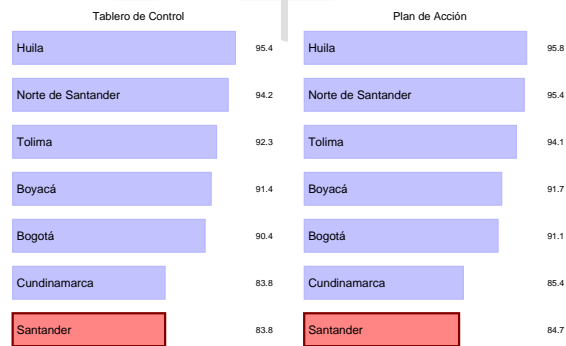 Tablero de Control
Huila 95.4
Norte de Santander 94.2
Tolima 92.3
Boyacá 91.4
Bogotá 90.4
Cundinamarca 83.8
Santander 83.8
Plan de Acción
Huila 95.8
Norte de Santander 95.4
Tolima 94.1
Boyacá 91.7
Bogotá 91.1
Cundinamarca 85.4
Santander 84.7